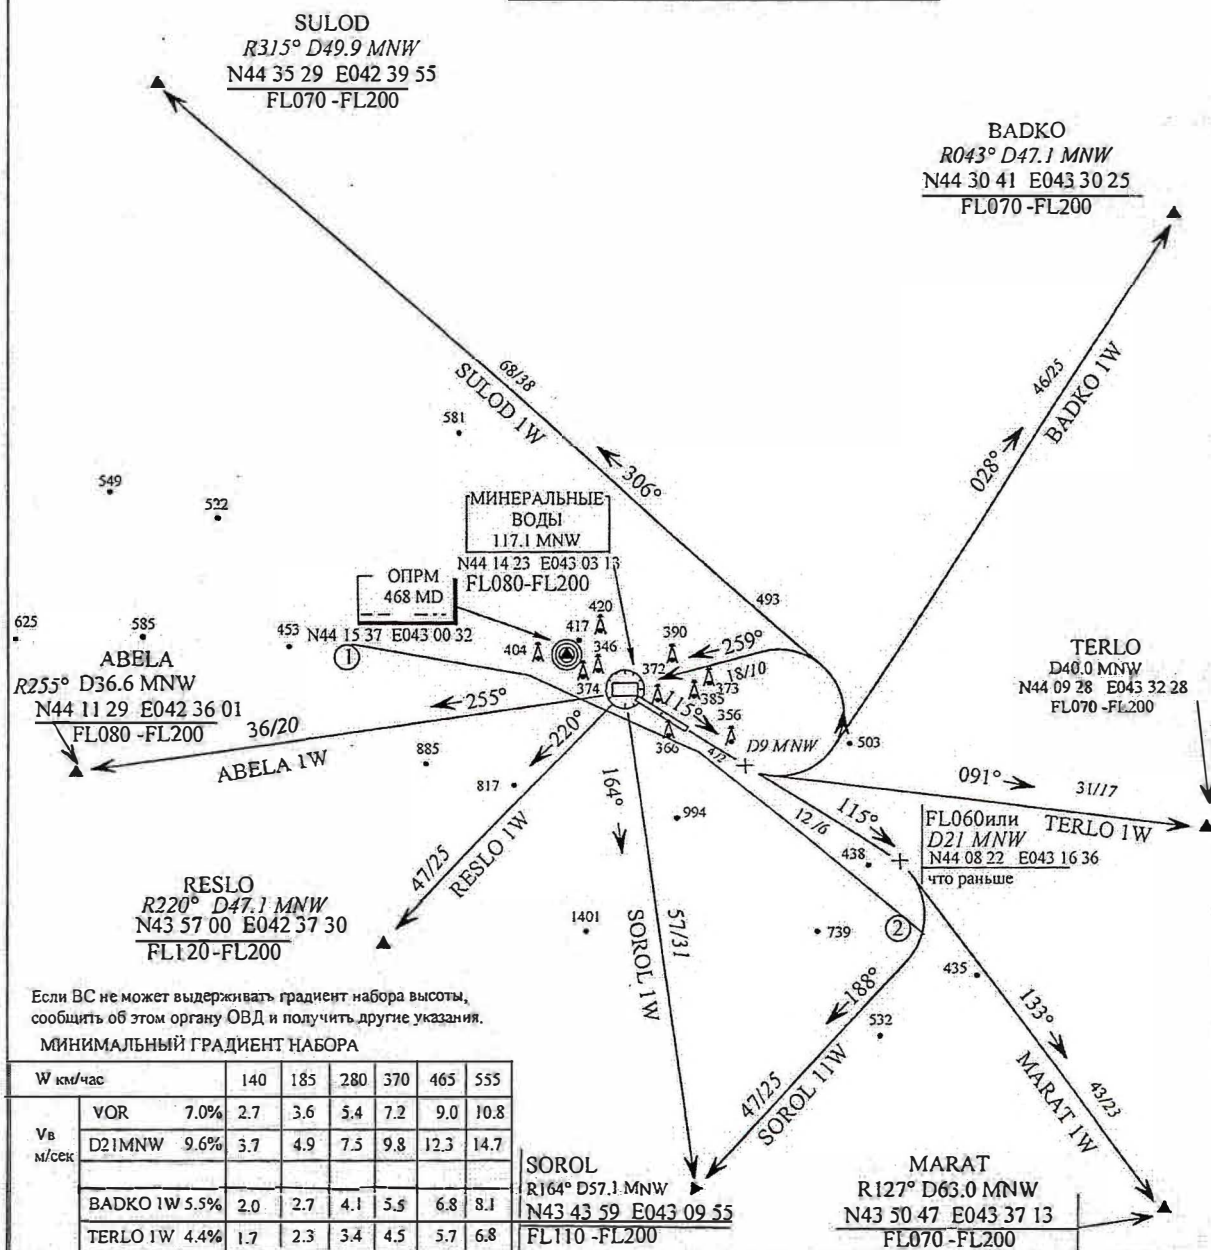 SULOD
R315° D49.9 MNW
N44 35 29 E042 39 55
FL070 -FL200
BADKO
R043° D47.1 MNW
N44 30 41 E043 30 25
FL070 -FL200
68/38
SULOD 1W
46/25
BADKO 1W
028°
306°
581
549
522
МИНЕРАЛЬНЫЕ
ВОДЫ
117.1 MNW
N44 14 23 E043 03 13
FL080-FL200
ОПРМ
468 MD
N44 15 37 E043 00 32
1
625
585
453
420
417
404
346
374
390
372
385
373
356
366
493
503
259°
18/10
115°
4/2
D9 MNW
ABELA
R255° D36.6 MNW
N44 11 29 E042 36 01
FL080 -FL200
255°
36/20
ABELA 1W
220°
885
817
164°
994
TERLO
D40.0 MNW
N44 09 28 E043 32 28
FL070 -FL200
091°
31/17
TERLO 1W
115°
12/6
438
FL060или
D21 MNW
N44 08 22 E043 16 36
что раньше
47/25
RESLO 1W
RESLO
R220° D47.1 MNW
N43 57 00 E042 37 30
FL120-FL200
1401
SOROL 1W
57/31
739
2
435
188°
532
133°
47/25
SOROL 11W
MARAT 1W
43/23
Если ВС не может выдерживать градиент набора высоты,
сообщить об этом органу ОВД и получить другие указания.
МИНИМАЛЬНЫЙ ГРАДИЕНТ НАБОРА
W км/час 140 185 280 370 465 555
Vв м/сек
VOR 7.0% 2.7 3.6 5.4 7.2 9.0 10.8
D21MNW 9.6% 3.7 4.9 7.5 9.8 12.3 14.7
BADKO 1W 5.5% 2.0 2.7 4.1 5.5 6.8 8.1
TERLO 1W 4.4% 1.7 2.3 3.4 4.5 5.7 6.8
SOROL
R164° D57.1 MNW
N43 43 59 E043 09 55
FL110 -FL200
MARAT
R127° D63.0 MNW
N43 50 47 E043 37 13
FL070 -FL200